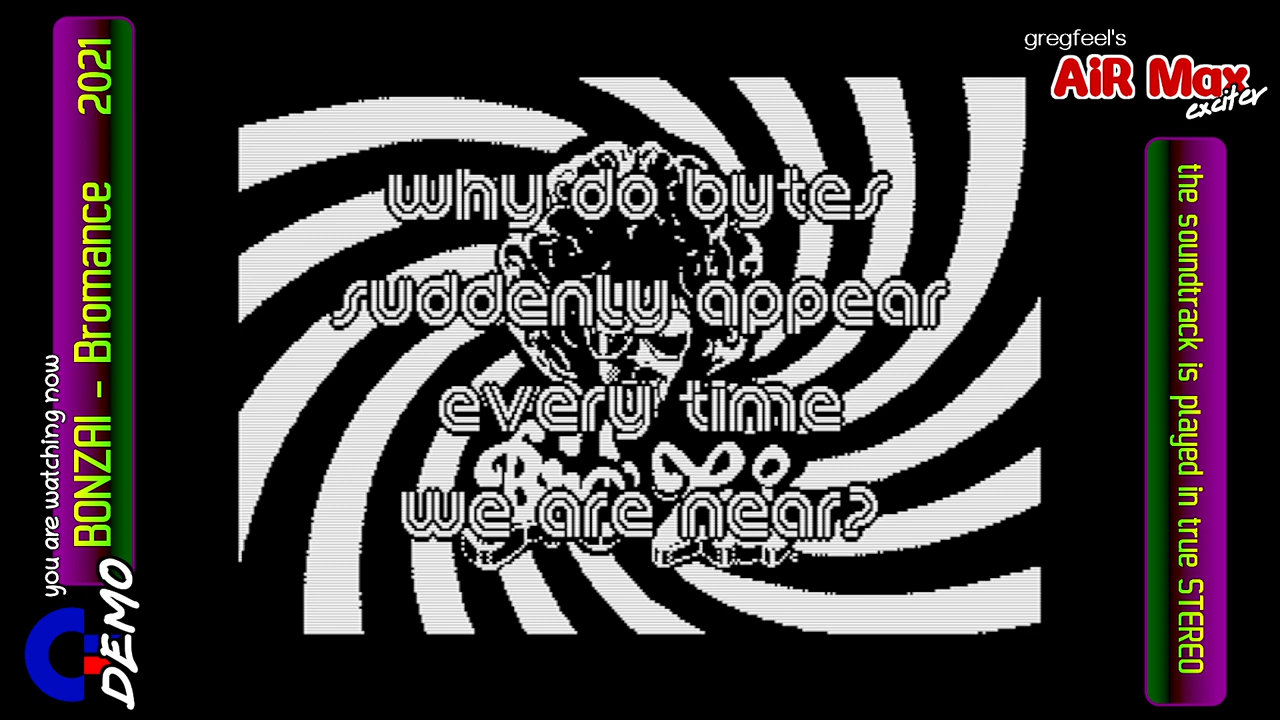 you are watching now
BONZAI - Bromance 2021
DEMO
why do bytes
suddenly appear
every time
we are near?
gregfeel's
AiR Max
exciter
the soundtrack is played in true STEREO